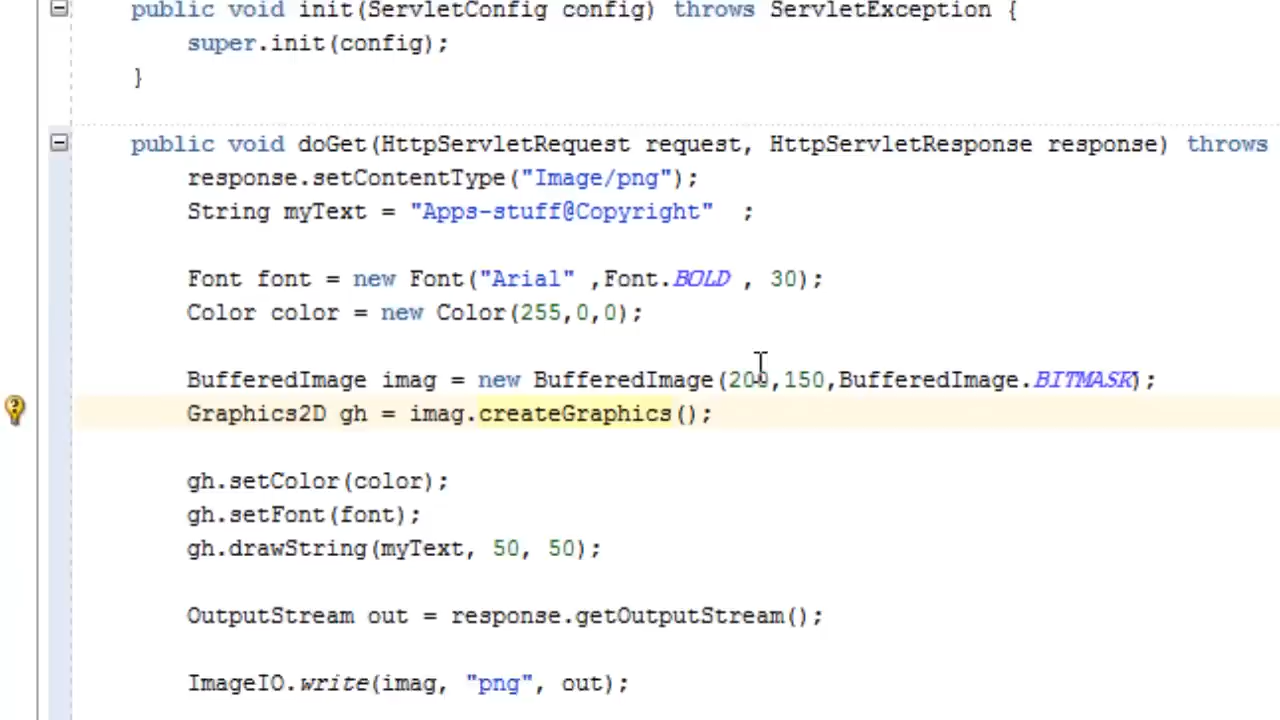 public void init(ServletConfig config) throws ServletException {
super.init(config);
}
public void doGet(HttpServletRequest request, HttpServletResponse response) throws
response.setContentType("Image/png");
String myText = "Apps-stuff@Copyright" ;
Font font = new Font("Arial" ,Font.BOLD , 30);
Color color = new Color(255,0,0);
BufferedImage imag = new BufferedImage(200,150,BufferedImage.BITMASK);
Graphics2D gh = imag.createGraphics();
gh.setColor(color);
gh.setFont(font);
gh.drawString(myText, 50, 50);
OutputStream out = response.getOutputStream();
ImageIO.write(imag, "png", out);